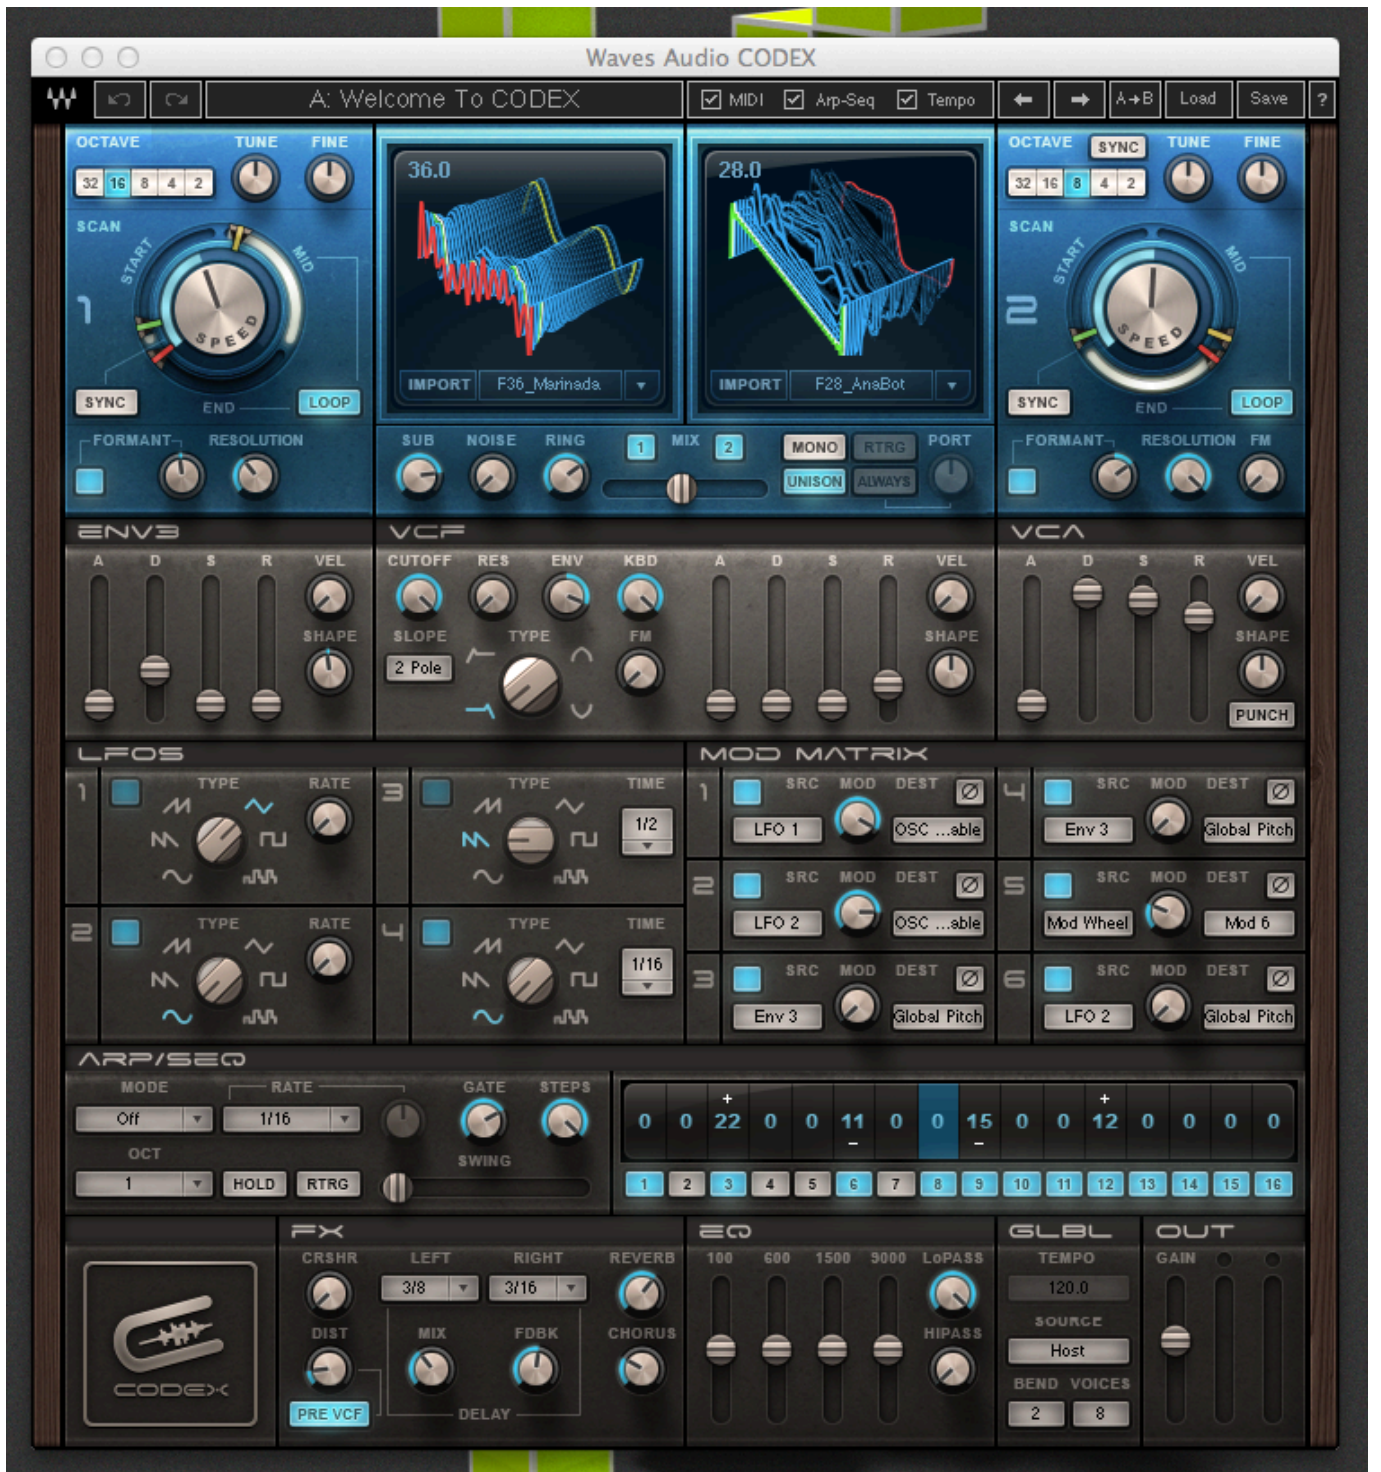 Waves Audio CODEX
A: Welcome To CODEX MIDI Arp-Seq Tempo A→B Load Save ?
OCTAVE TUNE FINE
32 16 8 4 2
SCAN
START MID
1
SPEED
SYNC END LOOP
FORMANT RESOLUTION
36.0
IMPORT F36_Marinada
28.0
IMPORT F28_AnaBot
SUB NOISE RING 1 MIX 2 MONO RTRG PORT
UNISON ALWAYS
OCTAVE SYNC TUNE FINE
32 16 8 4 2
SCAN
START MID
2
SPEED
SYNC END LOOP
FORMANT RESOLUTION FM
ENV3
A D S R VEL
SHAPE
VCF
CUTOFF RES ENV KBD A D S R VEL
SLOPE TYPE FM SHAPE
2 Pole
VCA
A D S R VEL
SHAPE
PUNCH
LFOS
1 TYPE RATE
3 TYPE TIME
1/2
2 TYPE RATE
4 TYPE TIME
1/16
MOD MATRIX
1 SRC MOD DEST Ø
LFO 1 OSC ...able
4 SRC MOD DEST Ø
Env 3 Global Pitch
2 SRC MOD DEST Ø
LFO 2 OSC ...able
5 SRC MOD DEST Ø
Mod Wheel Mod 6
3 SRC MOD DEST Ø
Env 3 Global Pitch
6 SRC MOD DEST Ø
LFO 2 Global Pitch
ARP/SEQ
MODE RATE GATE STEPS
Off 1/16
OCT SWING
1 HOLD RTRG
+ +
0 0 22 0 0 11 0 0 15 0 0 12 0 0 0 0
– –
1 2 3 4 5 6 7 8 9 10 11 12 13 14 15 16
CODEX
FX
CRSHR LEFT RIGHT REVERB
3/8 3/16
DIST MIX FDBK CHORUS
PRE VCF DELAY
EQ
100 600 1500 9000 LoPASS
HIPASS
GLBL
TEMPO
120.0
SOURCE
Host
BEND VOICES
2 8
OUT
GAIN